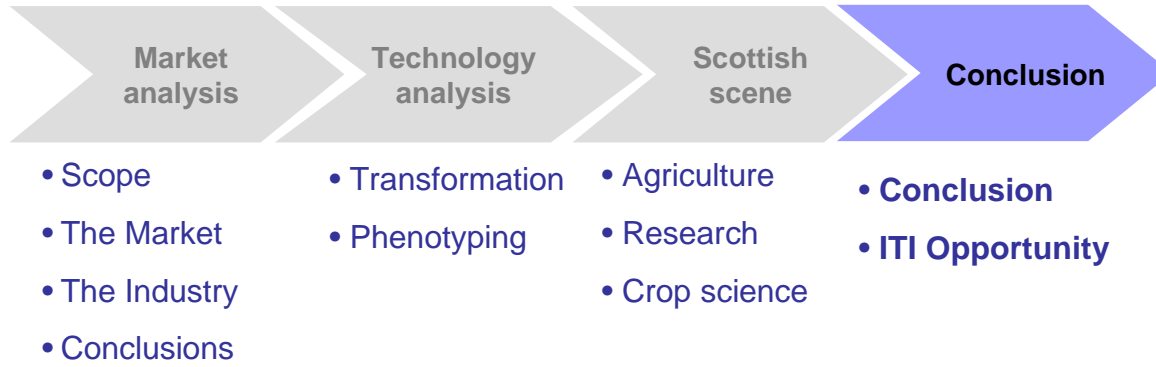 Market
analysis
Technology
analysis
Scottish
scene
Conclusion
• Scope
• The Market
• The Industry
• Conclusions
• Transformation
• Phenotyping
• Agriculture
• Research
• Crop science
• Conclusion
• ITI Opportunity